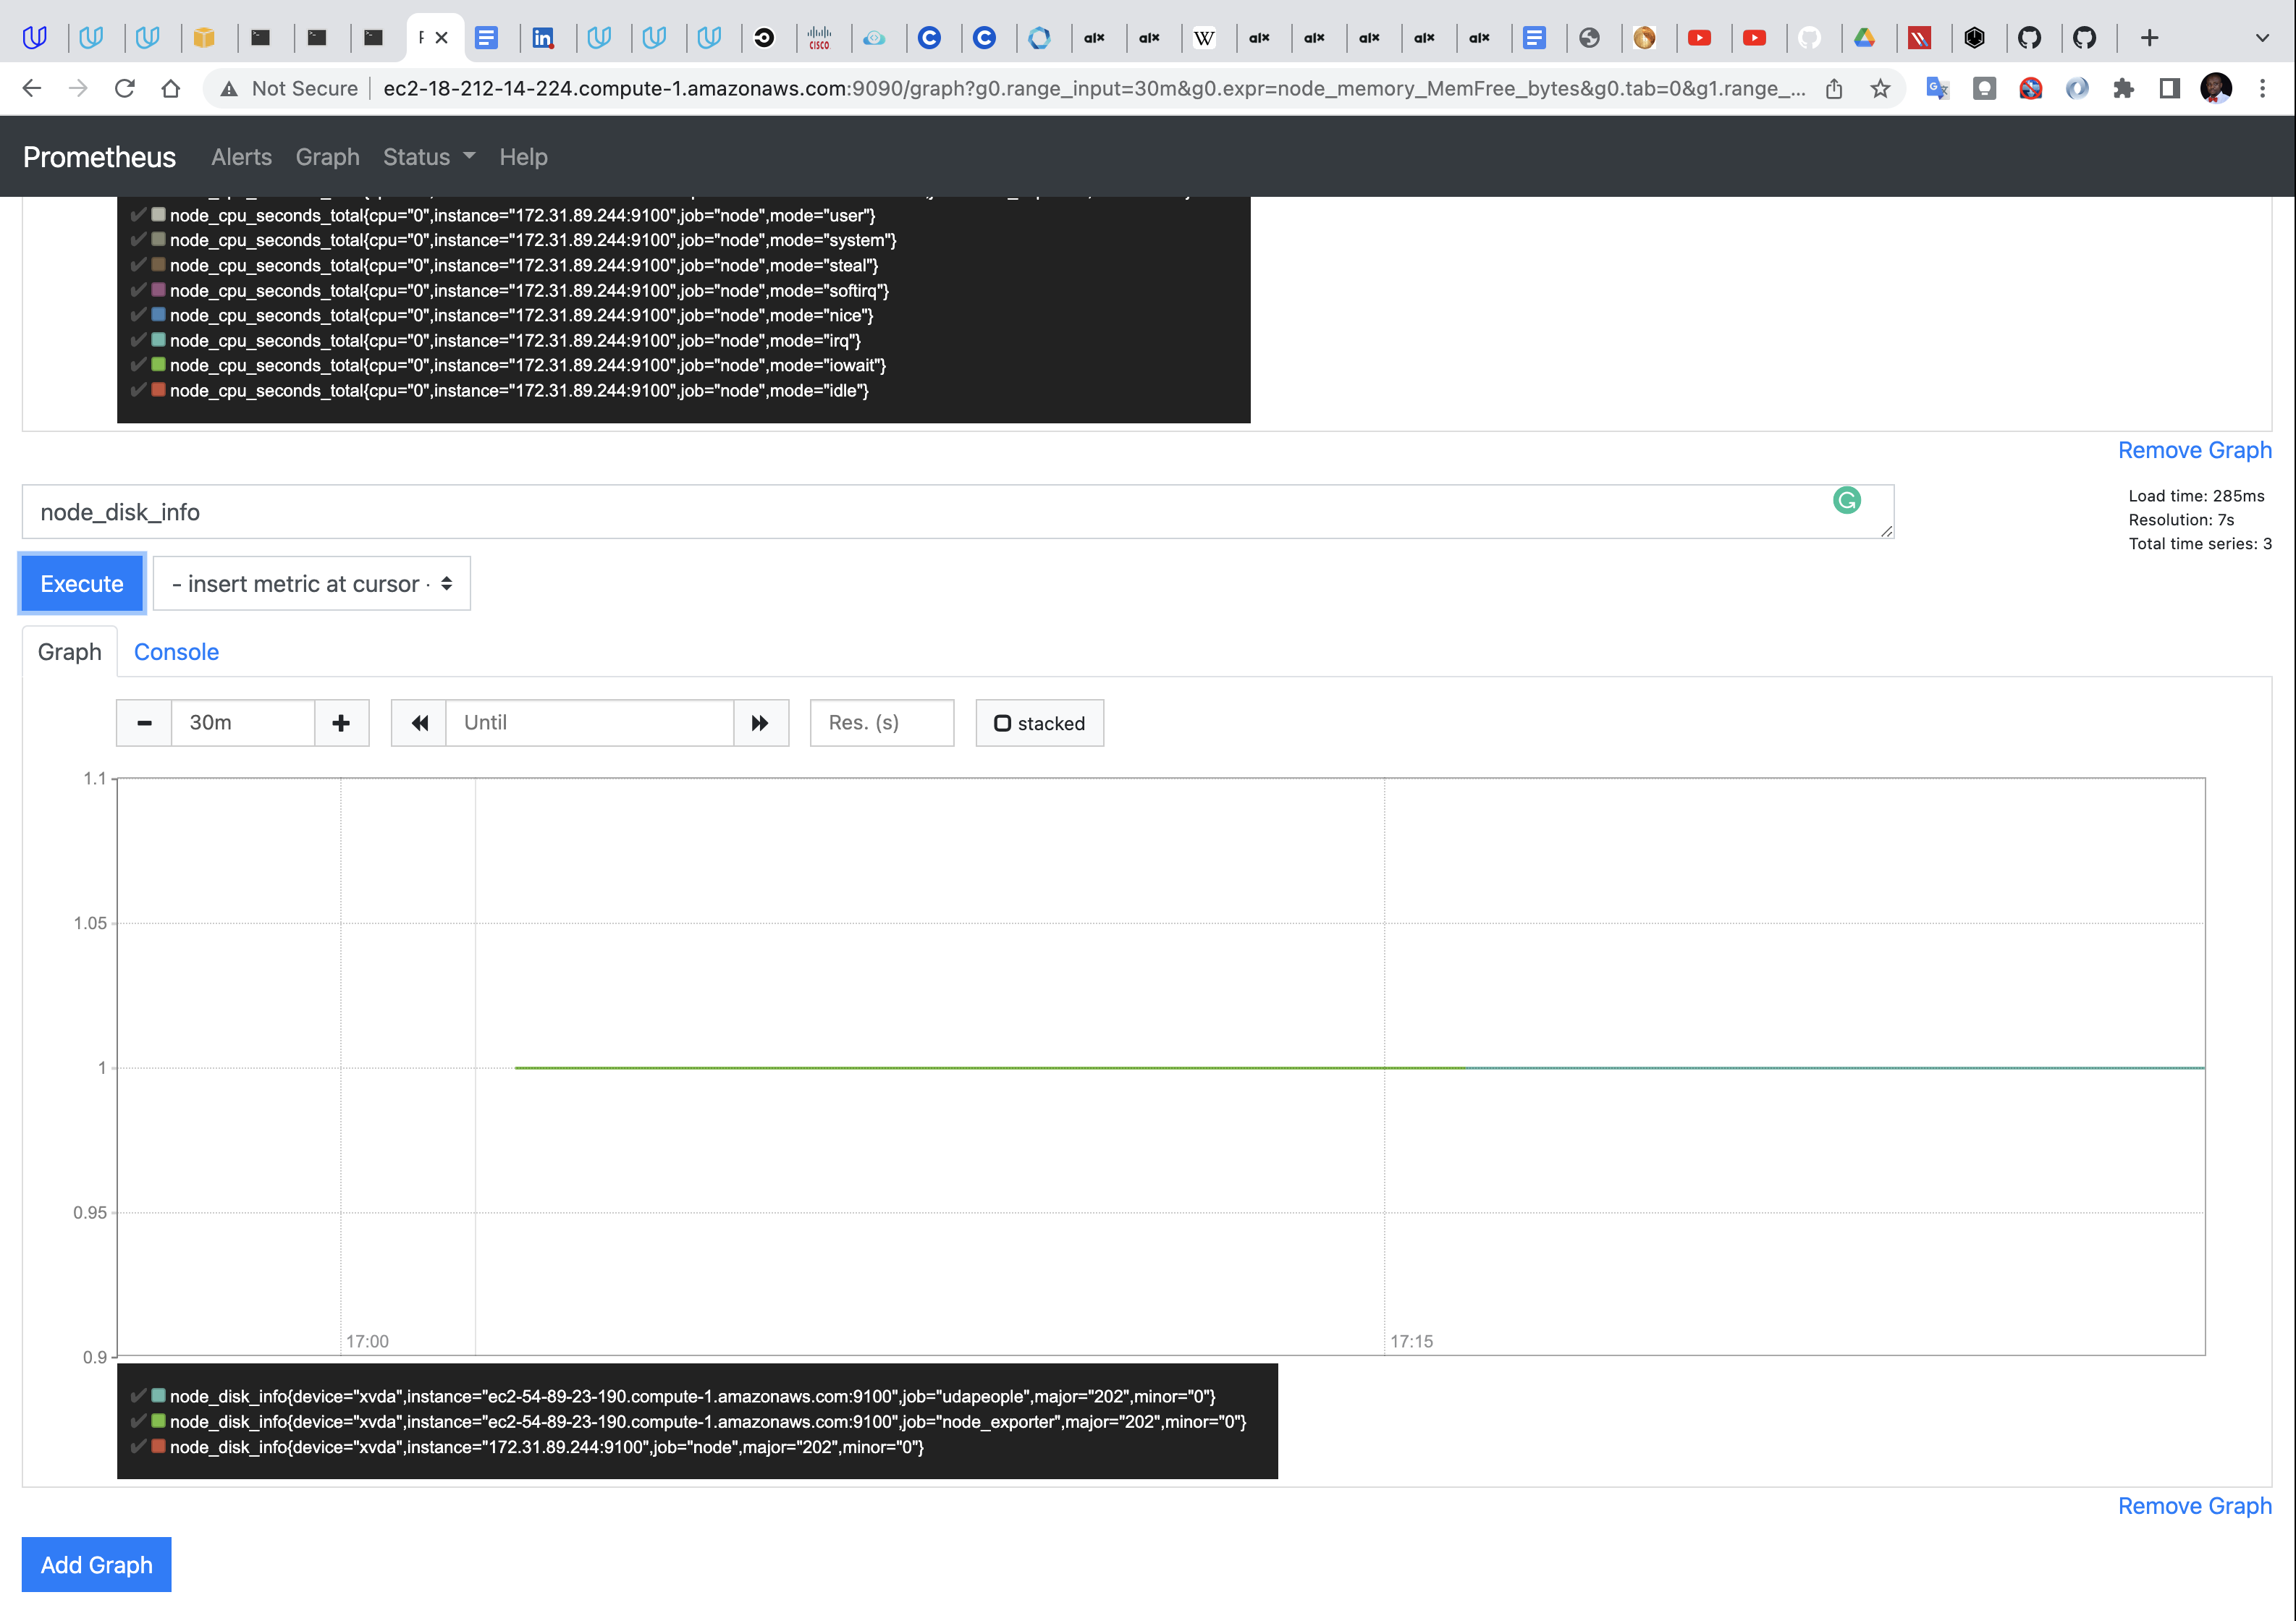 P
in
CISCO
C
C
alx
alx
W
alx
alx
alx
alx
alx
Not Secure
ec2-18-212-14-224.compute-1.amazonaws.com:9090/graph?g0.range_input=30m&g0.expr=node_memory_MemFree_bytes&g0.tab=0&g1.range_...
Prometheus Alerts Graph Status Help
node_cpu_seconds_total{cpu="0",instance="172.31.89.244:9100",job="node",mode="user"}
node_cpu_seconds_total{cpu="0",instance="172.31.89.244:9100",job="node",mode="system"}
node_cpu_seconds_total{cpu="0",instance="172.31.89.244:9100",job="node",mode="steal"}
node_cpu_seconds_total{cpu="0",instance="172.31.89.244:9100",job="node",mode="softirq"}
node_cpu_seconds_total{cpu="0",instance="172.31.89.244:9100",job="node",mode="nice"}
node_cpu_seconds_total{cpu="0",instance="172.31.89.244:9100",job="node",mode="irq"}
node_cpu_seconds_total{cpu="0",instance="172.31.89.244:9100",job="node",mode="iowait"}
node_cpu_seconds_total{cpu="0",instance="172.31.89.244:9100",job="node",mode="idle"}
Remove Graph
node_disk_info
Load time: 285ms
Resolution: 7s
Total time series: 3
Execute
- insert metric at cursor -
Graph Console
30m
Until
Res. (s)
stacked
1.1
1.05
1
0.95
0.9
17:00
17:15
node_disk_info{device="xvda",instance="ec2-54-89-23-190.compute-1.amazonaws.com:9100",job="udapeople",major="202",minor="0"}
node_disk_info{device="xvda",instance="ec2-54-89-23-190.compute-1.amazonaws.com:9100",job="node_exporter",major="202",minor="0"}
node_disk_info{device="xvda",instance="172.31.89.244:9100",job="node",major="202",minor="0"}
Remove Graph
Add Graph